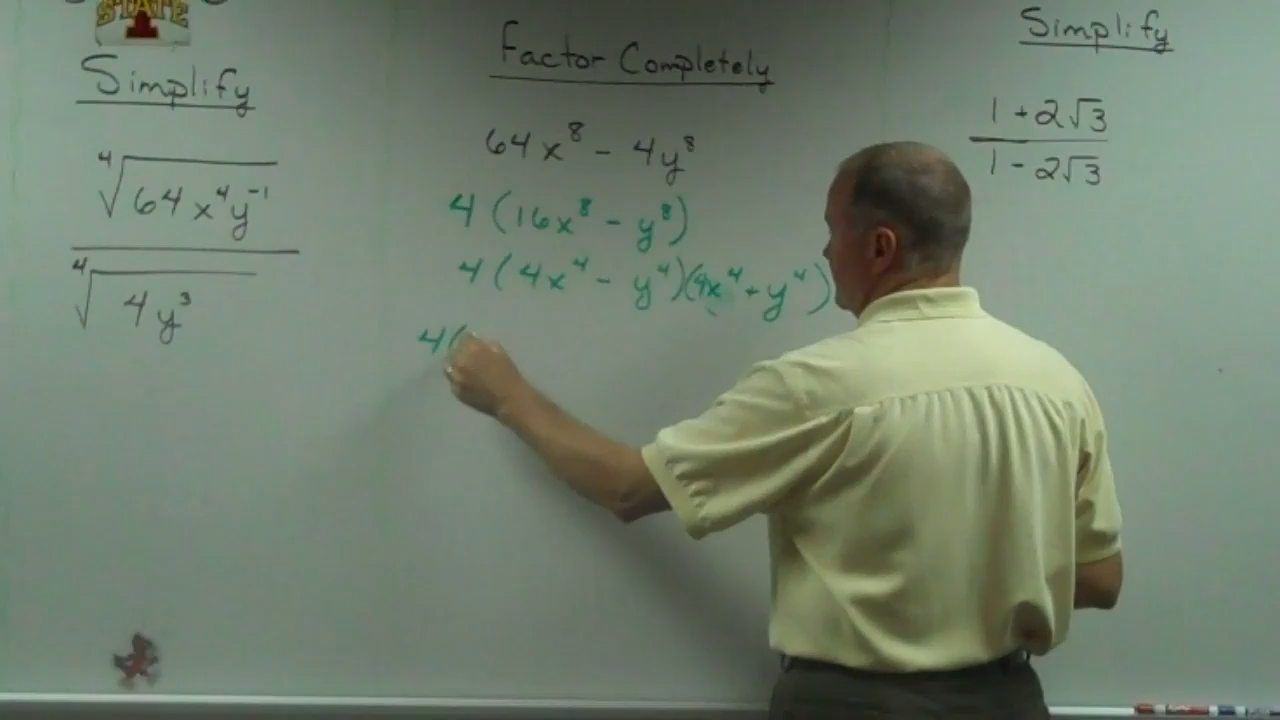 STATE
I
Simplify
⁴√(64x⁴y⁻¹)
⁴√(4y³)
Factor Completely
64x⁸ - 4y⁸
4(16x⁸ - y⁸)
4(4x⁴ - y⁴)(4x⁴ + y⁴)
4(
Simplify
1 + 2√3
1 - 2√3